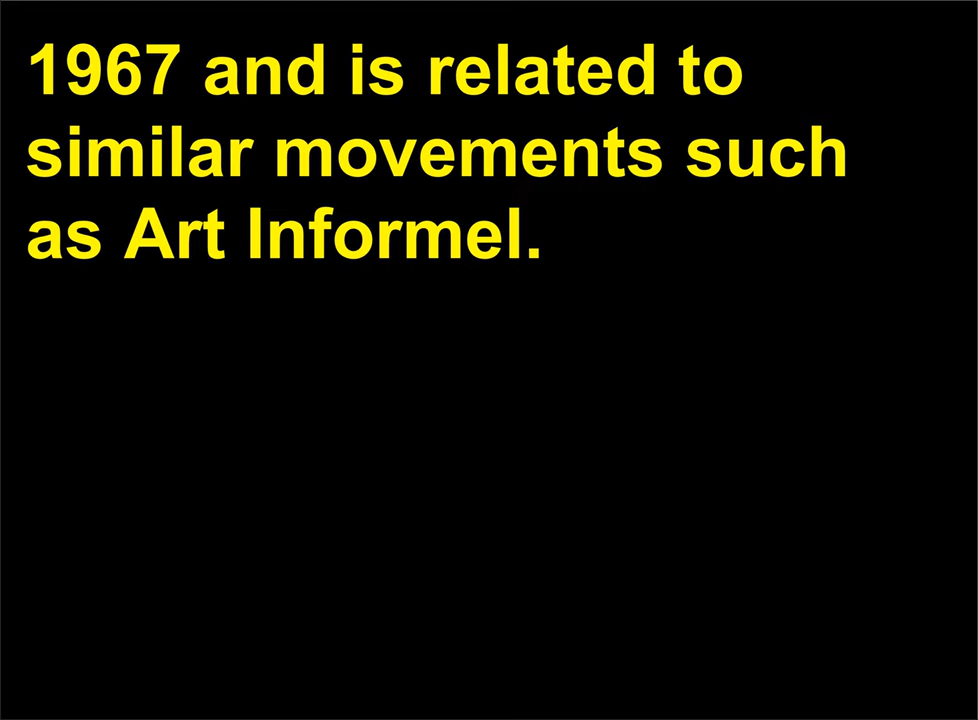 1967 and is related to
similar movements such
as Art Informel.